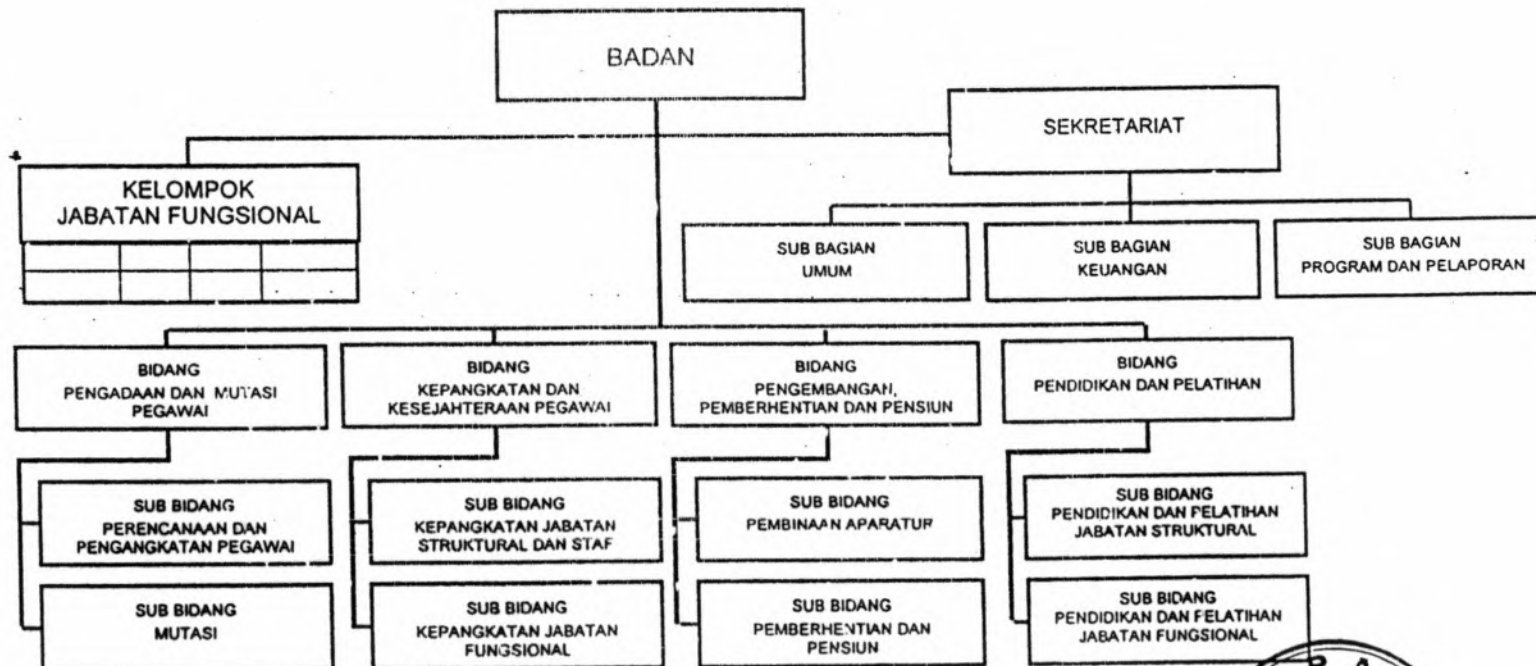 BADAN
SEKRETARIAT
KELOMPOK
JABATAN FUNGSIONAL
SUB BAGIAN
UMUM
SUB BAGIAN
KEUANGAN
SUB BAGIAN
PROGRAM DAN PELAPORAN
BIDANG
PENGADAAN DAN MUTASI
PEGAWAI
BIDANG
KEPANGKATAN DAN
KESEJAHTERAAN PEGAWAI
BIDANG
PENGEMBANGAN,
PEMBERHENTIAN DAN PENSIUN
BIDANG
PENDIDIKAN DAN PELATIHAN
SUB BIDANG
PERENCANAAN DAN
PENGANGKATAN PEGAWAI
SUB BIDANG
KEPANGKATAN JABATAN
STRUKTURAL DAN STAF
SUB BIDANG
PEMBINAAN APARATUR
SUB BIDANG
PENDIDIKAN DAN PELATIHAN
JABATAN STRUKTURAL
SUB BIDANG
MUTASI
SUB BIDANG
KEPANGKATAN JABATAN
FUNGSIONAL
SUB BIDANG
PEMBERHENTIAN DAN
PENSIUN
SUB BIDANG
PENDIDIKAN DAN PELATIHAN
JABATAN FUNGSIONAL